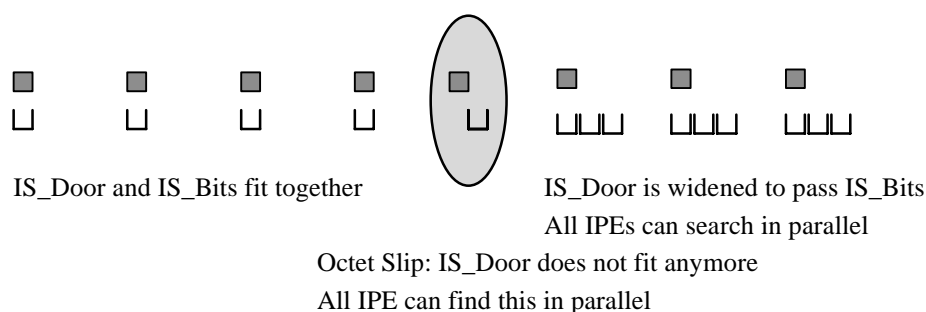 IS_Door and IS_Bits fit together
IS_Door is widened to pass IS_Bits
All IPEs can search in parallel
Octet Slip: IS_Door does not fit anymore
All IPE can find this in parallel